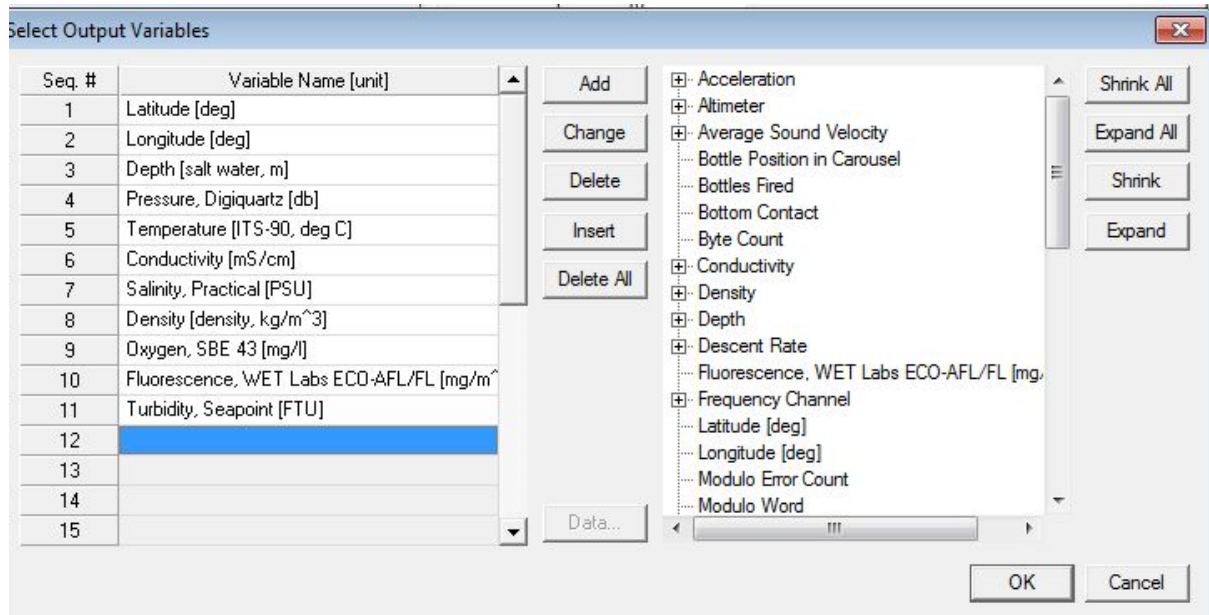 Select Output Variables
Seq. # Variable Name [unit]
1 Latitude [deg]
2 Longitude [deg]
3 Depth [salt water, m]
4 Pressure, Digiquartz [db]
5 Temperature [ITS-90, deg C]
6 Conductivity [mS/cm]
7 Salinity, Practical [PSU]
8 Density [density, kg/m^3]
9 Oxygen, SBE 43 [mg/l]
10 Fluorescence, WET Labs ECO-AFL/FL [mg/m^
11 Turbidity, Seapoint [FTU]
12
13
14
15
Add
Change
Delete
Insert
Delete All
Data...
Acceleration
Altimeter
Average Sound Velocity
Bottle Position in Carousel
Bottles Fired
Bottom Contact
Byte Count
Conductivity
Density
Depth
Descent Rate
Fluorescence, WET Labs ECO-AFL/FL [mg/
Frequency Channel
Latitude [deg]
Longitude [deg]
Modulo Error Count
Modulo Word
Shrink All
Expand All
Shrink
Expand
OK
Cancel